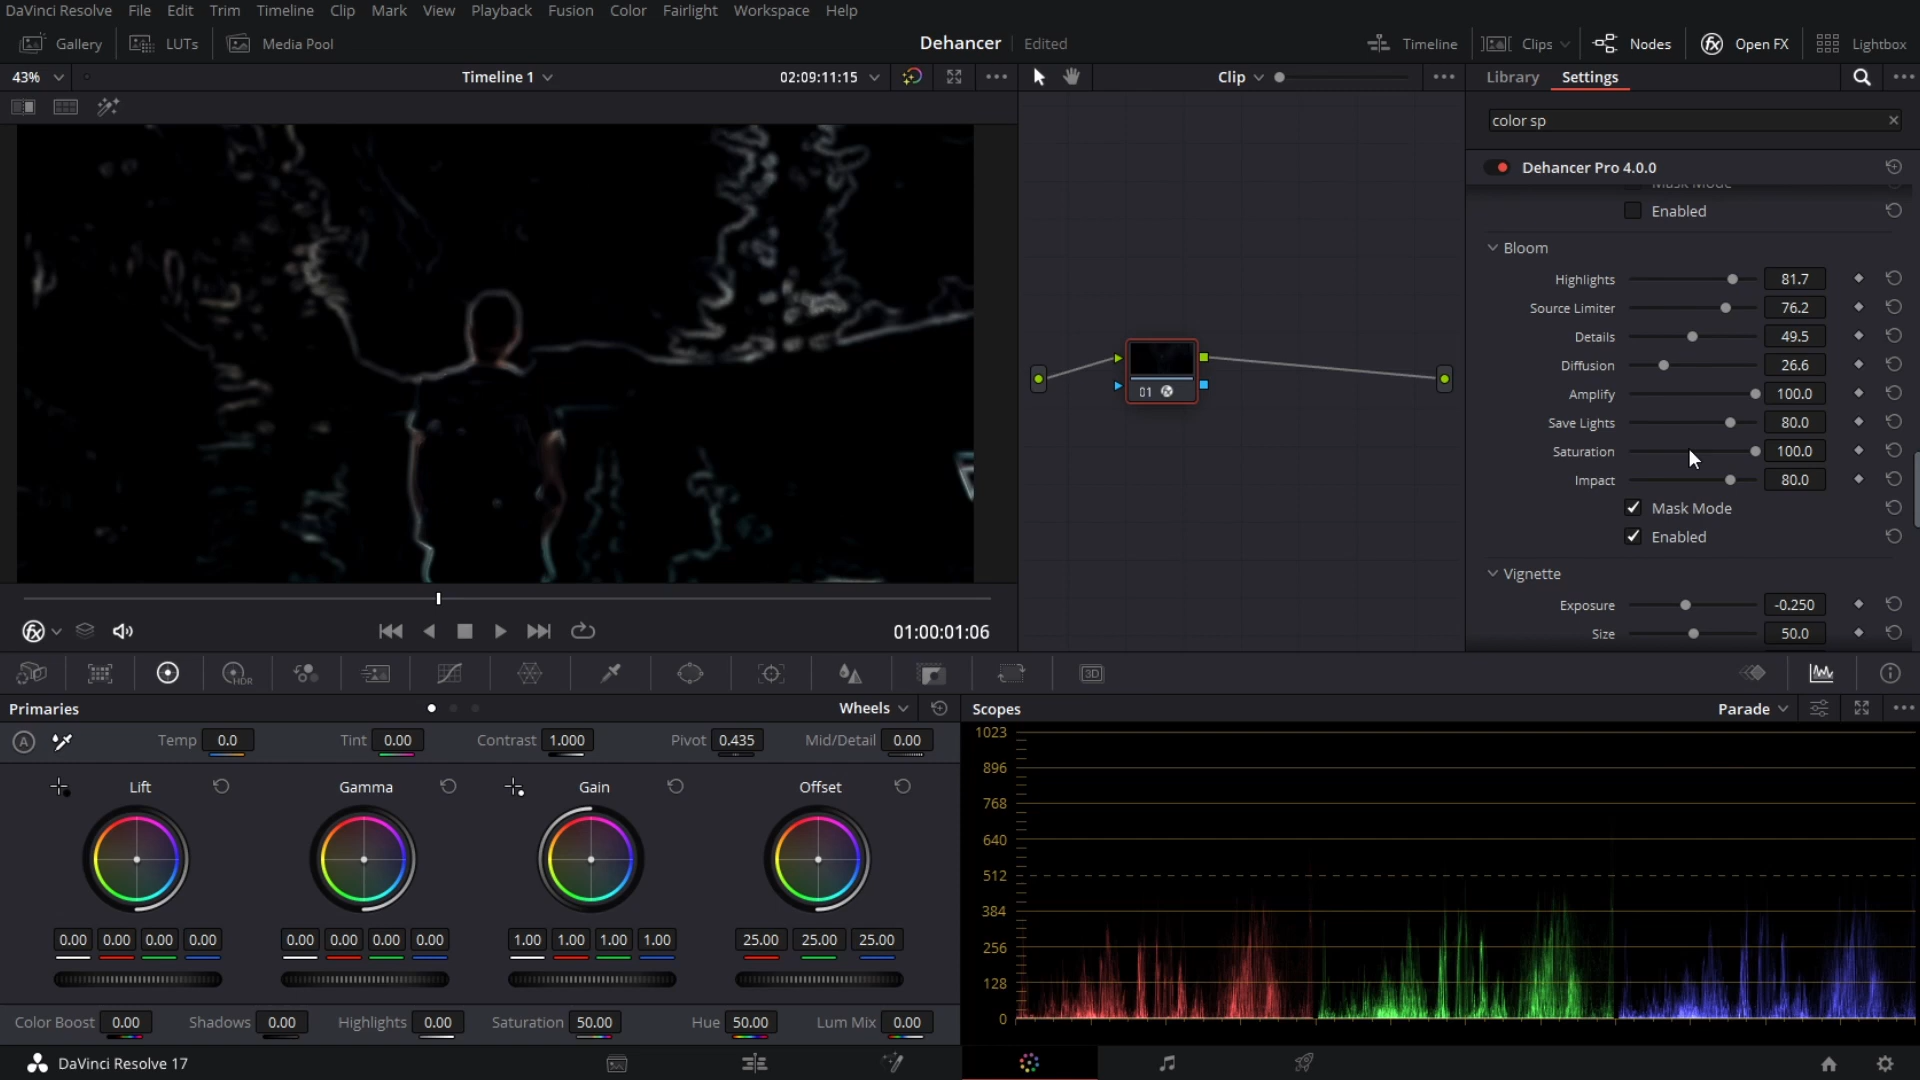 DaVinci Resolve File Edit Trim Timeline Clip Mark View Playback Fusion Color Fairlight Workspace Help
Gallery LUTs Media Pool Dehancer Edited Timeline Clips Nodes Open FX Lightbox
43% Timeline 1 02:09:11:15 ••• Clip ••• Library Settings •••
color sp
Dehancer Pro 4.0.0
Mask Mode
Enabled
Bloom
Highlights 81.7
Source Limiter 76.2
Details 49.5
Diffusion 26.6
Amplify 100.0
Save Lights 80.0
Saturation 100.0
Impact 80.0
Mask Mode
Enabled
Vignette
Exposure -0.250
Size 50.0
01
01:00:01:06
HDR 3D
Primaries Wheels Scopes Parade •••
A Temp 0.0 Tint 0.00 Contrast 1.000 Pivot 0.435 Mid/Detail 0.00
Lift Gamma Gain Offset
0.00 0.00 0.00 0.00 0.00 0.00 0.00 0.00 1.00 1.00 1.00 1.00 25.00 25.00 25.00
Color Boost 0.00 Shadows 0.00 Highlights 0.00 Saturation 50.00 Hue 50.00 Lum Mix 0.00
1023
896
768
640
512
384
256
128
0
DaVinci Resolve 17